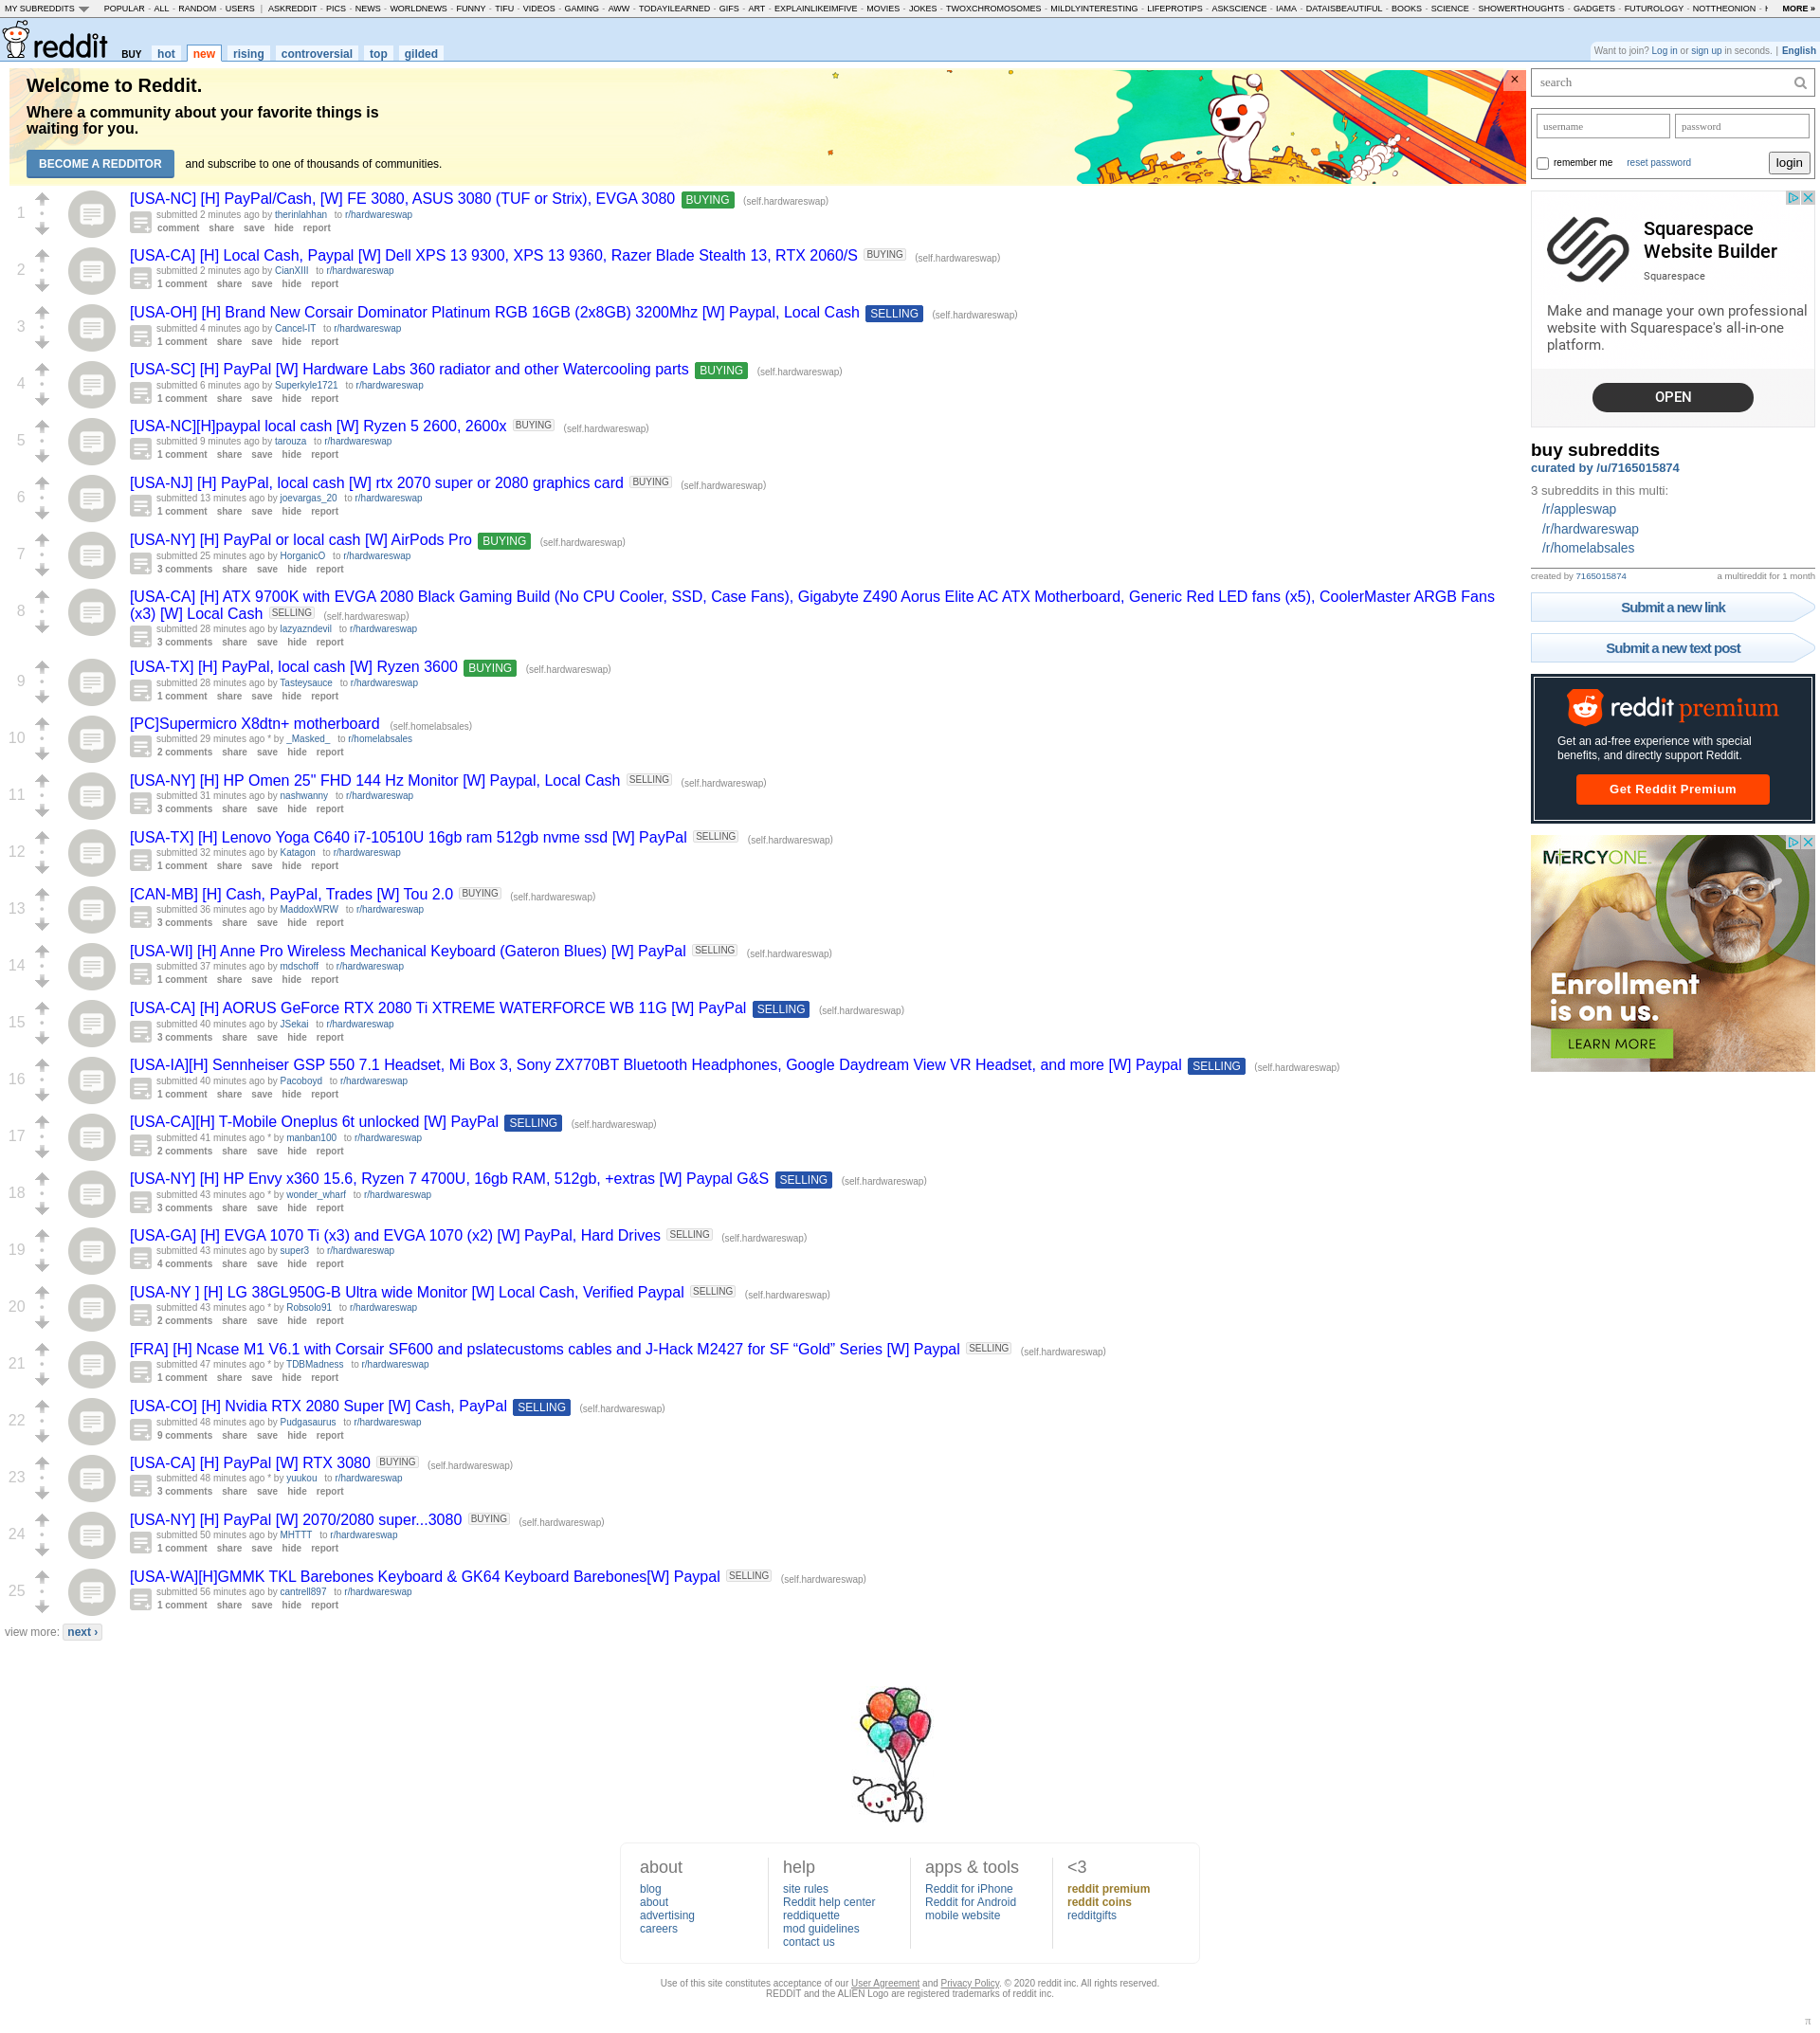 MY SUBREDDITS POPULAR - ALL - RANDOM - USERS | ASKREDDIT - PICS - NEWS - WORLDNEWS - FUNNY - TIFU - VIDEOS - GAMING - AWW - TODAYILEARNED - GIFS - ART - EXPLAINLIKEIMFIVE - MOVIES - JOKES - TWOXCHROMOSOMES - MILDLYINTERESTING - LIFEPROTIPS - ASKSCIENCE - IAMA - DATAISBEAUTIFUL - BOOKS - SCIENCE - SHOWERTHOUGHTS - GADGETS - FUTUROLOGY - NOTTHEONION - MORE »
reddit BUY hot new rising controversial top gilded
Want to join? Log in or sign up in seconds. | English
Welcome to Reddit.
Where a community about your favorite things is
waiting for you.
BECOME A REDDITOR and subscribe to one of thousands of communities.
×
1
[USA-NC] [H] PayPal/Cash, [W] FE 3080, ASUS 3080 (TUF or Strix), EVGA 3080 BUYING (self.hardwareswap)
submitted 2 minutes ago by therinlahhan to r/hardwareswap
comment share save hide report
2
[USA-CA] [H] Local Cash, Paypal [W] Dell XPS 13 9300, XPS 13 9360, Razer Blade Stealth 13, RTX 2060/S BUYING (self.hardwareswap)
submitted 2 minutes ago by CianXIII to r/hardwareswap
1 comment share save hide report
3
[USA-OH] [H] Brand New Corsair Dominator Platinum RGB 16GB (2x8GB) 3200Mhz [W] Paypal, Local Cash SELLING (self.hardwareswap)
submitted 4 minutes ago by Cancel-IT to r/hardwareswap
1 comment share save hide report
4
[USA-SC] [H] PayPal [W] Hardware Labs 360 radiator and other Watercooling parts BUYING (self.hardwareswap)
submitted 6 minutes ago by Superkyle1721 to r/hardwareswap
1 comment share save hide report
5
[USA-NC][H]paypal local cash [W] Ryzen 5 2600, 2600x BUYING (self.hardwareswap)
submitted 9 minutes ago by tarouza to r/hardwareswap
1 comment share save hide report
6
[USA-NJ] [H] PayPal, local cash [W] rtx 2070 super or 2080 graphics card BUYING (self.hardwareswap)
submitted 13 minutes ago by joevargas_20 to r/hardwareswap
1 comment share save hide report
7
[USA-NY] [H] PayPal or local cash [W] AirPods Pro BUYING (self.hardwareswap)
submitted 25 minutes ago by HorganicO to r/hardwareswap
3 comments share save hide report
8
[USA-CA] [H] ATX 9700K with EVGA 2080 Black Gaming Build (No CPU Cooler, SSD, Case Fans), Gigabyte Z490 Aorus Elite AC ATX Motherboard, Generic Red LED fans (x5), CoolerMaster ARGB Fans
(x3) [W] Local Cash SELLING (self.hardwareswap)
submitted 28 minutes ago by lazyazndevil to r/hardwareswap
3 comments share save hide report
9
[USA-TX] [H] PayPal, local cash [W] Ryzen 3600 BUYING (self.hardwareswap)
submitted 28 minutes ago by Tasteysauce to r/hardwareswap
1 comment share save hide report
10
[PC]Supermicro X8dtn+ motherboard (self.homelabsales)
submitted 29 minutes ago * by _Masked_ to r/homelabsales
2 comments share save hide report
11
[USA-NY] [H] HP Omen 25" FHD 144 Hz Monitor [W] Paypal, Local Cash SELLING (self.hardwareswap)
submitted 31 minutes ago by nashwanny to r/hardwareswap
3 comments share save hide report
12
[USA-TX] [H] Lenovo Yoga C640 i7-10510U 16gb ram 512gb nvme ssd [W] PayPal SELLING (self.hardwareswap)
submitted 32 minutes ago by Katagon to r/hardwareswap
1 comment share save hide report
13
[CAN-MB] [H] Cash, PayPal, Trades [W] Tou 2.0 BUYING (self.hardwareswap)
submitted 36 minutes ago by MaddoxWRW to r/hardwareswap
3 comments share save hide report
14
[USA-WI] [H] Anne Pro Wireless Mechanical Keyboard (Gateron Blues) [W] PayPal SELLING (self.hardwareswap)
submitted 37 minutes ago by mdschoff to r/hardwareswap
1 comment share save hide report
15
[USA-CA] [H] AORUS GeForce RTX 2080 Ti XTREME WATERFORCE WB 11G [W] PayPal SELLING (self.hardwareswap)
submitted 40 minutes ago by JSekai to r/hardwareswap
3 comments share save hide report
16
[USA-IA][H] Sennheiser GSP 550 7.1 Headset, Mi Box 3, Sony ZX770BT Bluetooth Headphones, Google Daydream View VR Headset, and more [W] Paypal SELLING (self.hardwareswap)
submitted 40 minutes ago by Pacoboyd to r/hardwareswap
1 comment share save hide report
17
[USA-CA][H] T-Mobile Oneplus 6t unlocked [W] PayPal SELLING (self.hardwareswap)
submitted 41 minutes ago * by manban100 to r/hardwareswap
2 comments share save hide report
18
[USA-NY] [H] HP Envy x360 15.6, Ryzen 7 4700U, 16gb RAM, 512gb, +extras [W] Paypal G&S SELLING (self.hardwareswap)
submitted 43 minutes ago * by wonder_wharf to r/hardwareswap
3 comments share save hide report
19
[USA-GA] [H] EVGA 1070 Ti (x3) and EVGA 1070 (x2) [W] PayPal, Hard Drives SELLING (self.hardwareswap)
submitted 43 minutes ago by super3 to r/hardwareswap
4 comments share save hide report
20
[USA-NY ] [H] LG 38GL950G-B Ultra wide Monitor [W] Local Cash, Verified Paypal SELLING (self.hardwareswap)
submitted 43 minutes ago * by Robsolo91 to r/hardwareswap
2 comments share save hide report
21
[FRA] [H] Ncase M1 V6.1 with Corsair SF600 and pslatecustoms cables and J-Hack M2427 for SF “Gold” Series [W] Paypal SELLING (self.hardwareswap)
submitted 47 minutes ago * by TDBMadness to r/hardwareswap
1 comment share save hide report
22
[USA-CO] [H] Nvidia RTX 2080 Super [W] Cash, PayPal SELLING (self.hardwareswap)
submitted 48 minutes ago by Pudgasaurus to r/hardwareswap
9 comments share save hide report
23
[USA-CA] [H] PayPal [W] RTX 3080 BUYING (self.hardwareswap)
submitted 48 minutes ago * by yuukou to r/hardwareswap
3 comments share save hide report
24
[USA-NY] [H] PayPal [W] 2070/2080 super...3080 BUYING (self.hardwareswap)
submitted 50 minutes ago by MHTTT to r/hardwareswap
1 comment share save hide report
25
[USA-WA][H]GMMK TKL Barebones Keyboard & GK64 Keyboard Barebones[W] Paypal SELLING (self.hardwareswap)
submitted 56 minutes ago by cantrell897 to r/hardwareswap
1 comment share save hide report
view more: next ›
search
username password
remember me reset password login
Squarespace
Website Builder
Squarespace
Make and manage your own professional
website with Squarespace's all-in-one
platform.
OPEN
buy subreddits
curated by /u/7165015874
3 subreddits in this multi:
/r/appleswap
/r/hardwareswap
/r/homelabsales
created by 7165015874 a multireddit for 1 month
Submit a new link
Submit a new text post
reddit premium
Get an ad-free experience with special
benefits, and directly support Reddit.
Get Reddit Premium
MERCYONE
Enrollment
is on us.
LEARN MORE
about
blog
about
advertising
careers
help
site rules
Reddit help center
reddiquette
mod guidelines
contact us
apps & tools
Reddit for iPhone
Reddit for Android
mobile website
<3
reddit premium
reddit coins
redditgifts
Use of this site constitutes acceptance of our User Agreement and Privacy Policy. © 2020 reddit inc. All rights reserved.
REDDIT and the ALIEN Logo are registered trademarks of reddit inc.
π